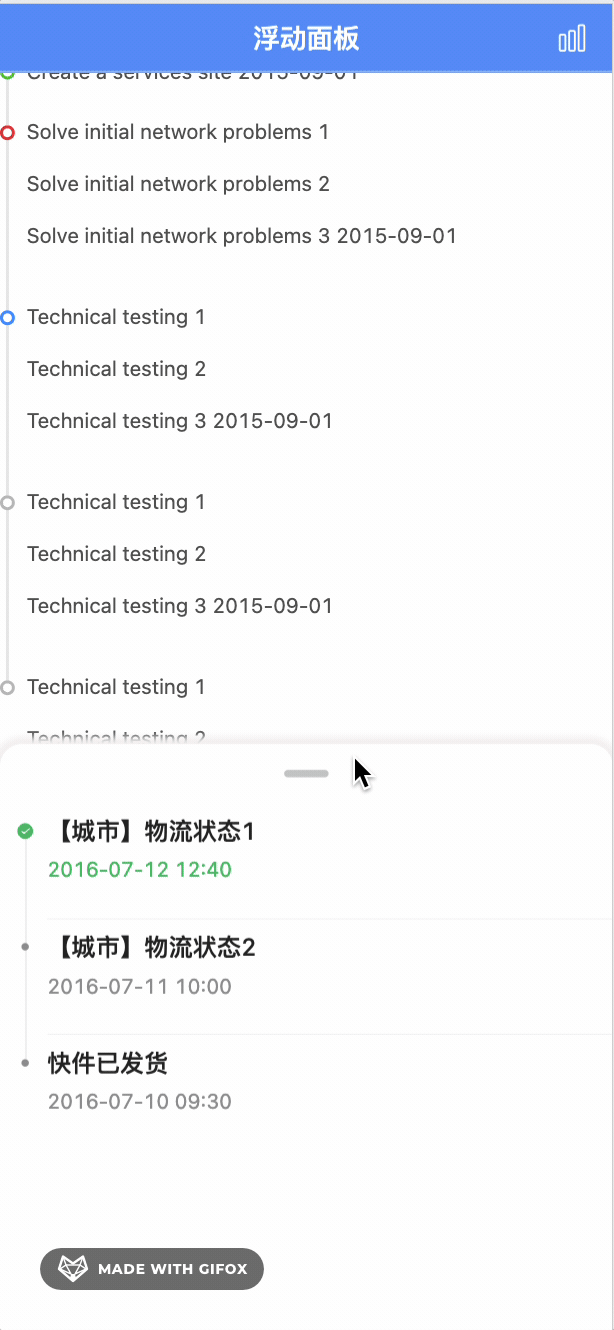 浮动面板
Create a services site 2015-09-01
Solve initial network problems 1
Solve initial network problems 2
Solve initial network problems 3 2015-09-01
Technical testing 1
Technical testing 2
Technical testing 3 2015-09-01
Technical testing 1
Technical testing 2
Technical testing 3 2015-09-01
Technical testing 1
Technical testing 2
【城市】物流状态1
2016-07-12 12:40
【城市】物流状态2
2016-07-11 10:00
快件已发货
2016-07-10 09:30
MADE WITH GIFOX